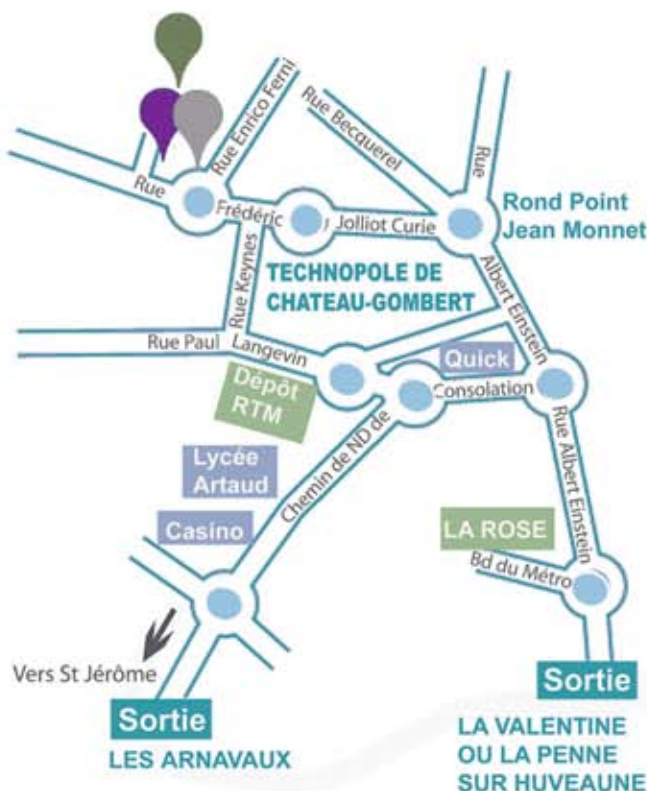 Rue Enrico Ferni
Rue Becquerel
Rue
Rue
Frédéric
Jolliot Curie
Rond Point
Jean Monnet
Rue Keynes
TECHNOPOLE DE
CHATEAU-GOMBERT
Albert Einstein
Rue Paul Langevin
Quick
Dépôt
RTM
Consolation
Chemin de ND de
Lycée
Artaud
Rue Albert Einstein
Casino
LA ROSE
Bd du Métro
Vers St Jérôme
Sortie
LES ARNAVAUX
Sortie
LA VALENTINE
OU LA PENNE
SUR HUVEAUNE